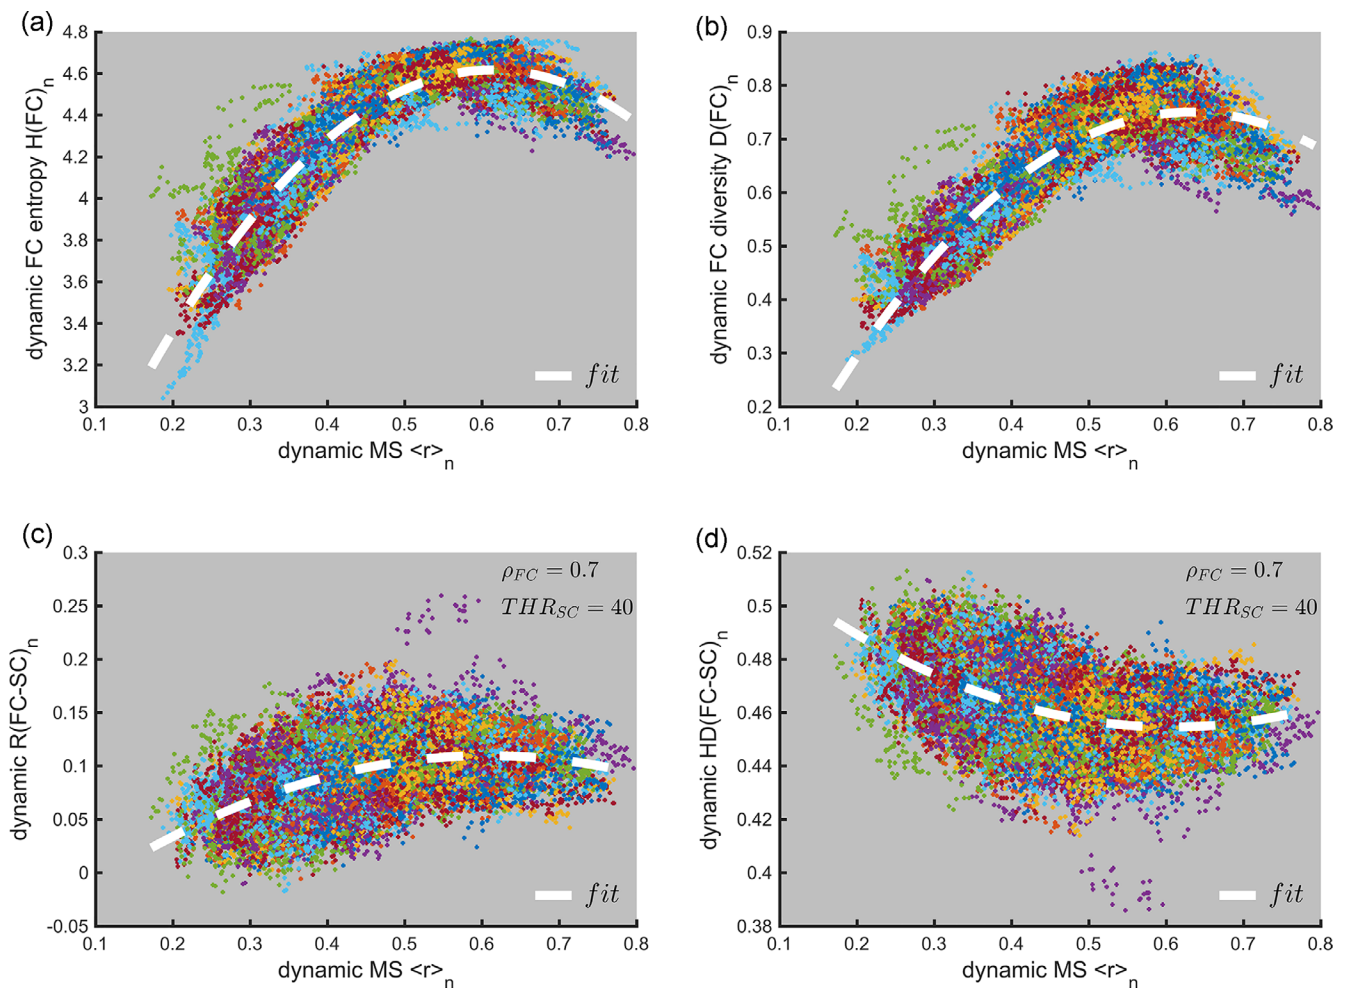 (a)
4.8
4.6
4.4
4.2
4
3.8
3.6
3.4
3.2
3
dynamic FC entropy H(FC)n
fit
0.1 0.2 0.3 0.4 0.5 0.6 0.7 0.8
dynamic MS <r>n
(b)
0.9
0.8
0.7
0.6
0.5
0.4
0.3
0.2
dynamic FC diversity D(FC)n
fit
0.1 0.2 0.3 0.4 0.5 0.6 0.7 0.8
dynamic MS <r>n
(c)
0.3
0.25
0.2
0.15
0.1
0.05
0
-0.05
dynamic R(FC-SC)n
ρFC = 0.7
THRSC = 40
fit
0.1 0.2 0.3 0.4 0.5 0.6 0.7 0.8
dynamic MS <r>n
(d)
0.52
0.5
0.48
0.46
0.44
0.42
0.4
0.38
dynamic HD(FC-SC)n
ρFC = 0.7
THRSC = 40
fit
0.1 0.2 0.3 0.4 0.5 0.6 0.7 0.8
dynamic MS <r>n